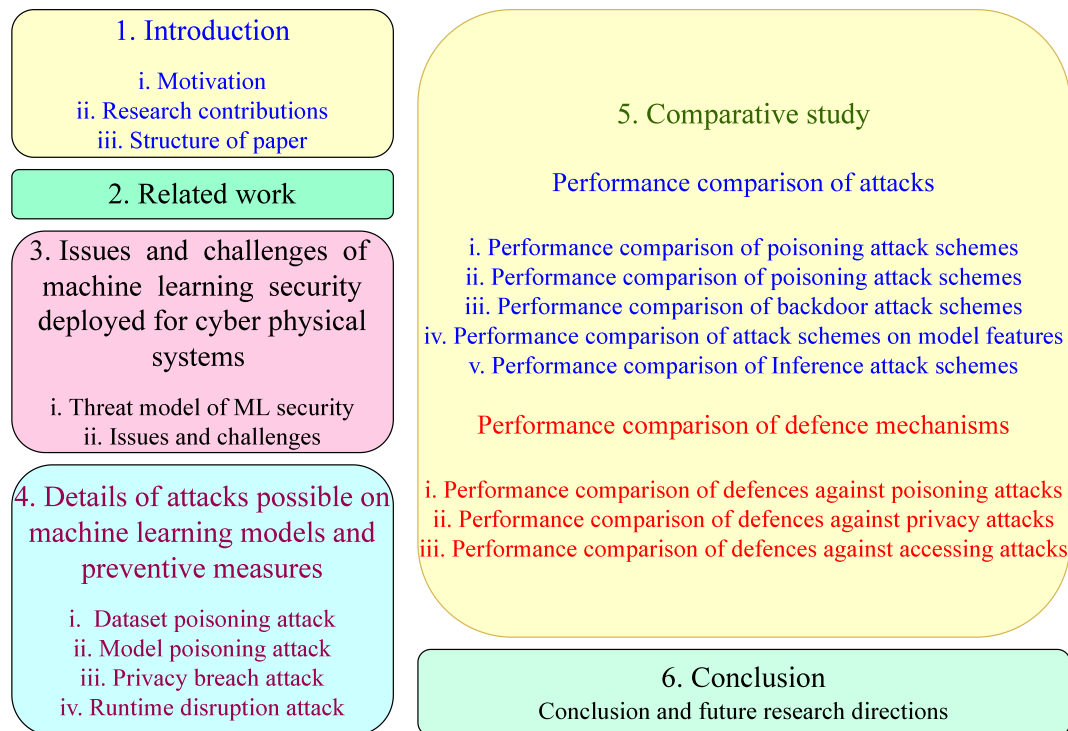 1. Introduction
i. Motivation
ii. Research contributions
iii. Structure of paper
2. Related work
3. Issues and challenges of
machine learning security
deployed for cyber physical
systems
i. Threat model of ML security
ii. Issues and challenges
4. Details of attacks possible on
machine learning models and
preventive measures
i. Dataset poisoning attack
ii. Model poisoning attack
iii. Privacy breach attack
iv. Runtime disruption attack
5. Comparative study
Performance comparison of attacks
i. Performance comparison of poisoning attack schemes
ii. Performance comparison of poisoning attack schemes
iii. Performance comparison of backdoor attack schemes
iv. Performance comparison of attack schemes on model features
v. Performance comparison of Inference attack schemes
Performance comparison of defence mechanisms
i. Performance comparison of defences against poisoning attacks
ii. Performance comparison of defences against privacy attacks
iii. Performance comparison of defences against accessing attacks
6. Conclusion
Conclusion and future research directions